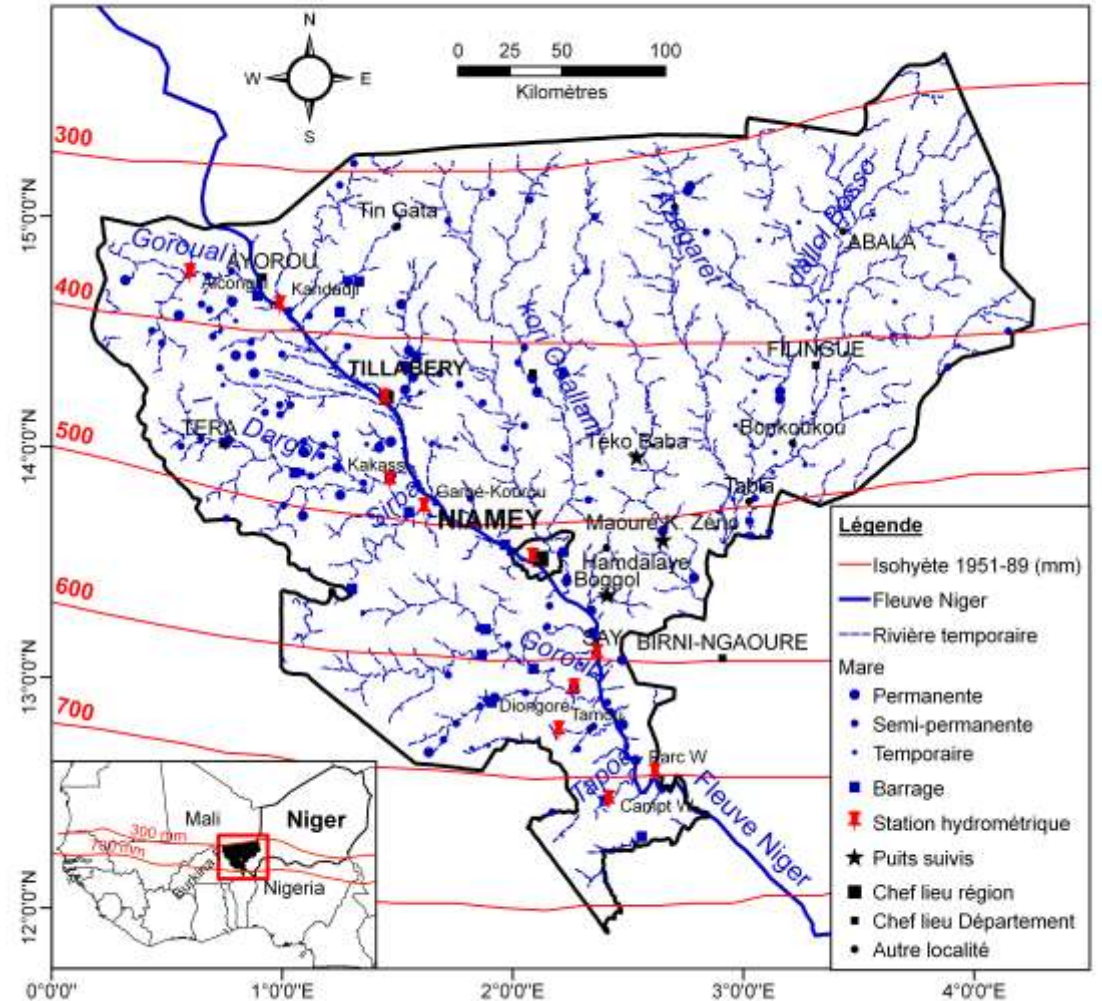 N
W E
S
0 25 50 100
Kilomètres
300
400
500
600
700
15°0'0"N
14°0'0"N
13°0'0"N
12°0'0"N
0°0'0"
1°0'0"E
2°0'0"E
3°0'0"E
4°0'0"E
Tin Gata
Goroual
AYOROU
Alcongui
Kandadji
Azagaret
dallol Bosso
ABALA
kori Ouallam
FILINGUE
TILLABERY
TERA
Dargol
Kakassi
Sirba
Garbé-Kourou
Téko Baba
Bonkoukou
Tabla
NIAMEY
Maouré K. Zéno
Hamdalaye
Boggol
SAY
BIRNI-NGAOURE
Goroubi
Diongoré
Tamou
Parc W
Tapoa
Campt W
Fleuve Niger
Légende
Isohyète 1951-89 (mm)
Fleuve Niger
Rivière temporaire
Mare
Permanente
Semi-permanente
Temporaire
Barrage
Station hydrométrique
Puits suivis
Chef lieu région
Chef lieu Département
Autre localité
Mali
Niger
300 mm
700 mm
Burkina
Nigeria